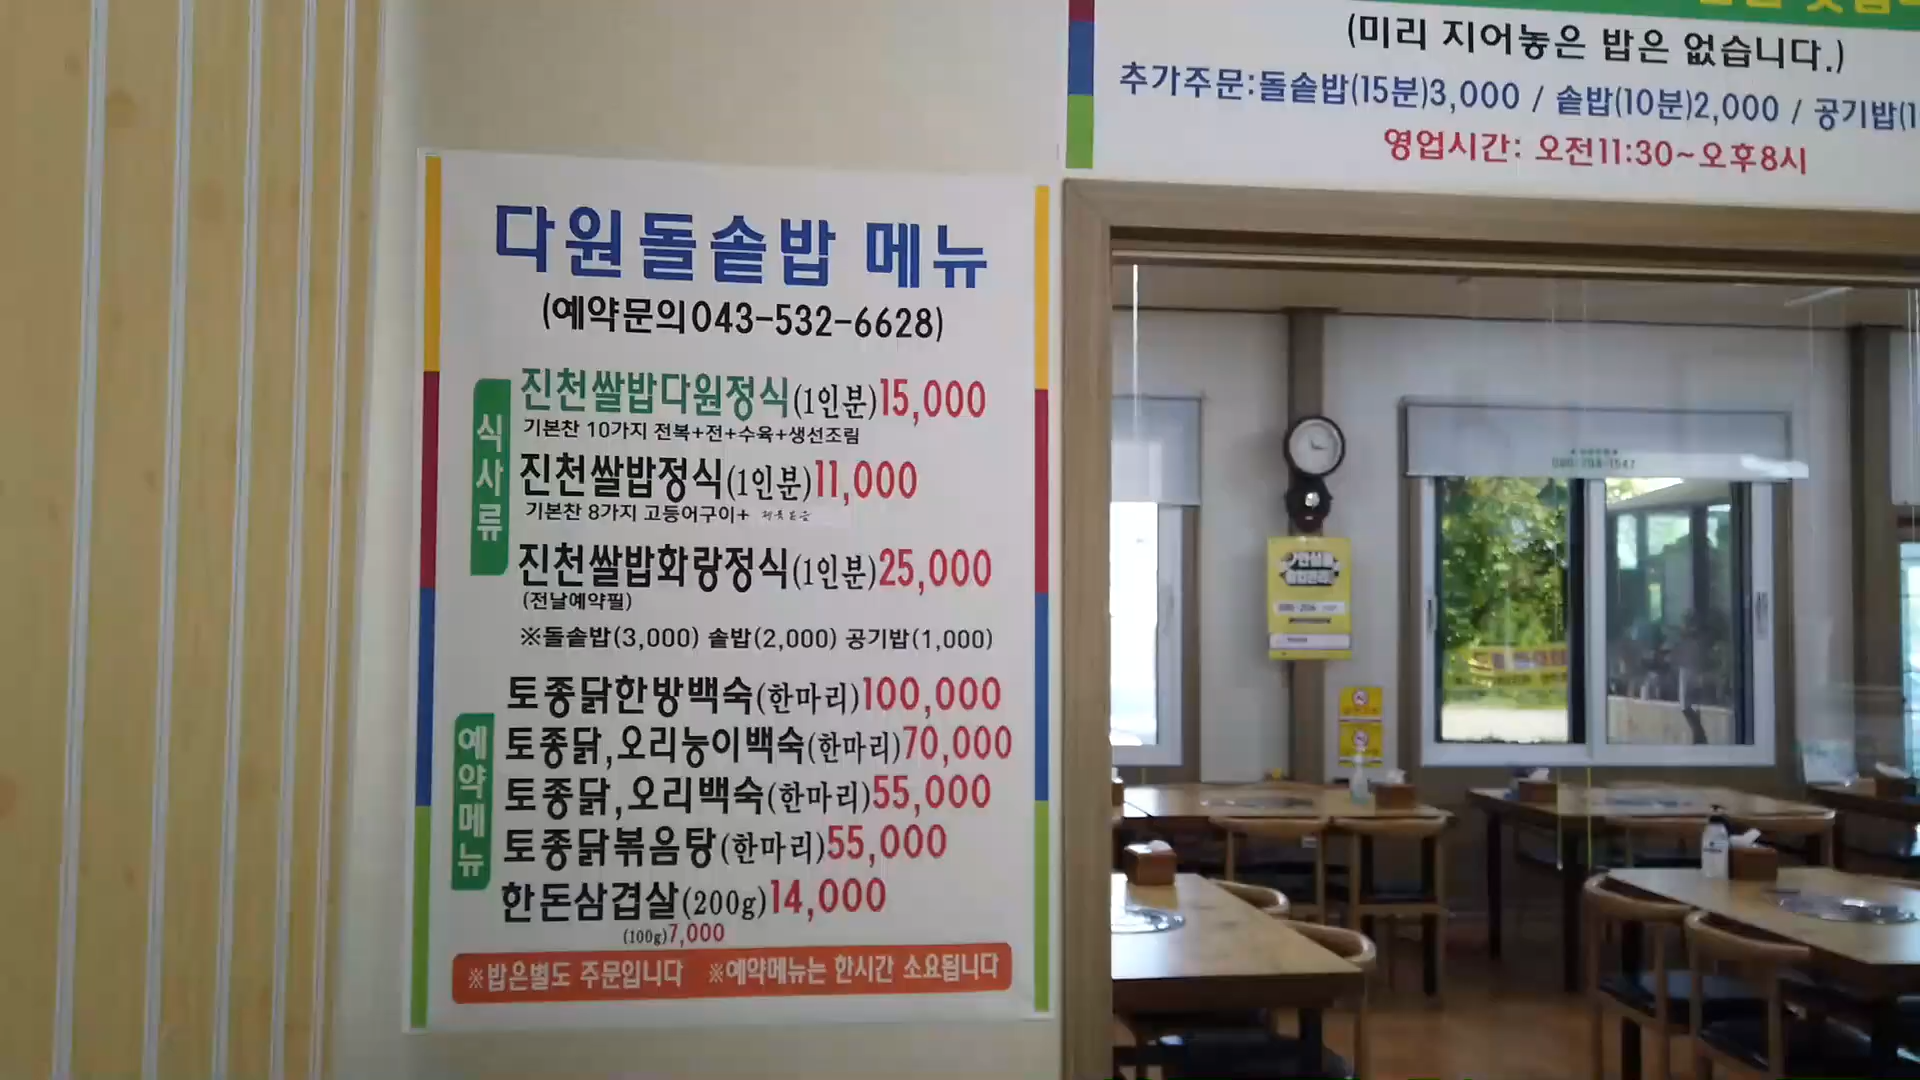 (미리 지어놓은 밥은 없습니다.)
추가주문:돌솥밥(15분)3,000 / 솥밥(10분)2,000 / 공기밥(1
영업시간: 오전11:30~오후8시
다원돌솥밥 메뉴
(예약문의043-532-6628)
식사류
진천쌀밥다원정식(1인분)15,000
기본찬 10가지 전복+전+수육+생선조림
진천쌀밥정식(1인분)11,000
기본찬 8가지 고등어구이+
진천쌀밥화랑정식(1인분)25,000
(전날예약필)
※돌솥밥(3,000) 솥밥(2,000) 공기밥(1,000)
예약메뉴
토종닭한방백숙(한마리)100,000
토종닭,오리능이백숙(한마리)70,000
토종닭,오리백숙(한마리)55,000
토종닭볶음탕(한마리)55,000
한돈삼겹살(200g)14,000
(100g)7,000
※밥은별도 주문입니다 ※예약메뉴는 한시간 소요됩니다